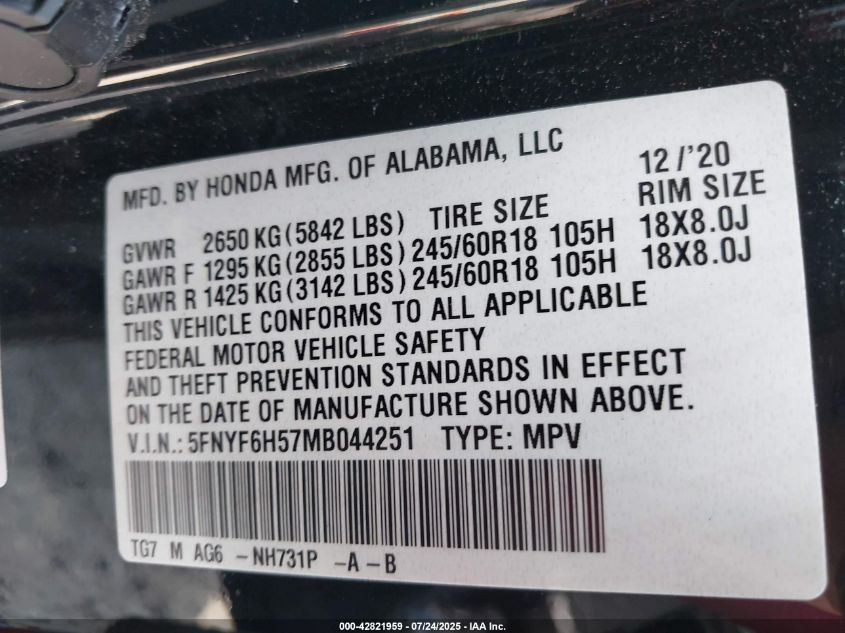 MFD. BY HONDA MFG. OF ALABAMA, LLC 12/'20
GVWR 2650 KG (5842 LBS) TIRE SIZE RIM SIZE
GAWR F 1295 KG (2855 LBS) 245/60R18 105H 18X8.0J
GAWR R 1425 KG (3142 LBS) 245/60R18 105H 18X8.0J
THIS VEHICLE CONFORMS TO ALL APPLICABLE
FEDERAL MOTOR VEHICLE SAFETY
AND THEFT PREVENTION STANDARDS IN EFFECT
ON THE DATE OF MANUFACTURE SHOWN ABOVE.
V.I.N.: 5FNYF6H57MB044251 TYPE: MPV
TG7 M AG6 - NH731P - A - B
000-42821959 - 07/24/2025 - IAA Inc.